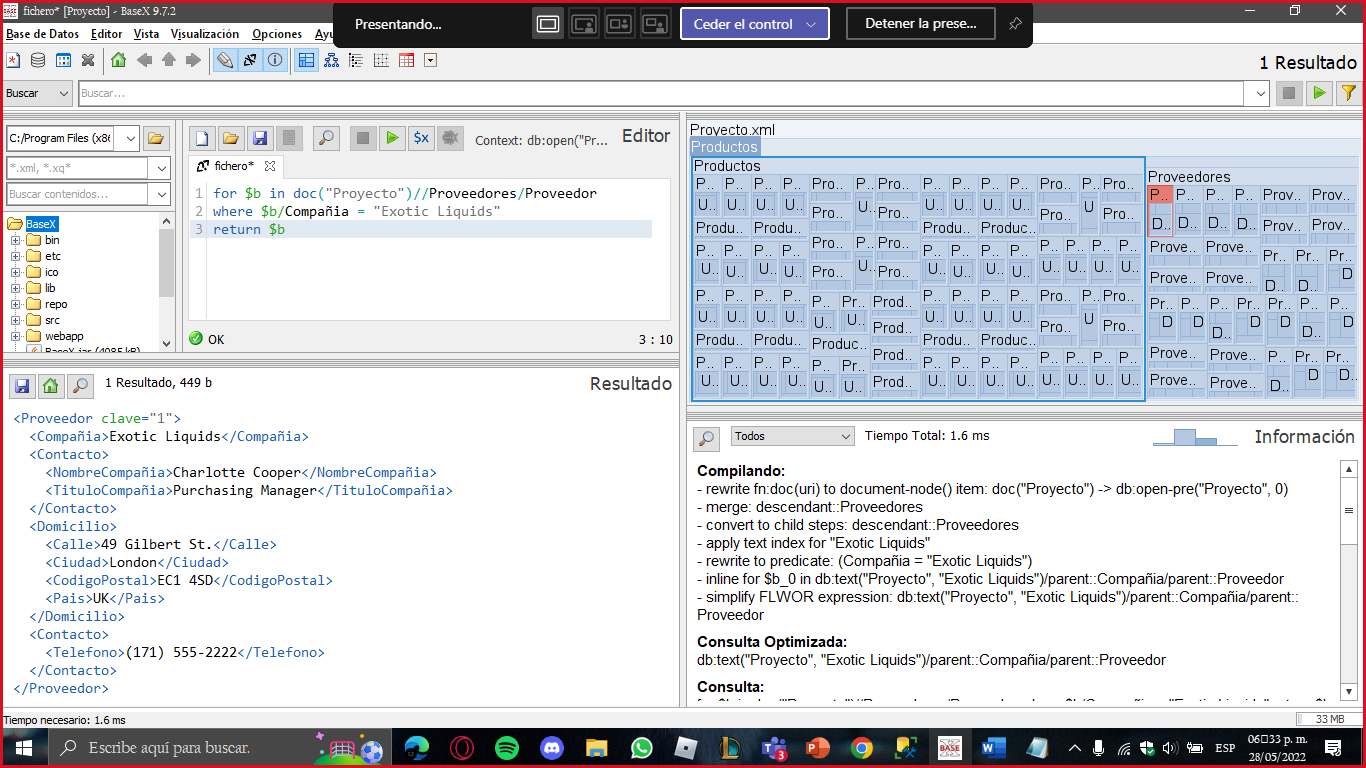 fichero* [Proyecto] - BaseX 9.7.2
Presentando...
Ceder el control
Detener la prese...
Base de Datos Editor Vista Visualización Opciones Ayu
1 Resultado
Buscar
Buscar...
C:/Program Files (x86
*.xml, *.xq*
Buscar contenidos...
BaseX
bin
etc
ico
lib
repo
src
webapp
BaseX.jar (4085 kB)
Context: db:open("Pr...
Editor
fichero*
1 for $b in doc("Proyecto")//Proveedores/Proveedor
2 where $b/Compañia = "Exotic Liquids"
3 return $b
OK
3 : 10
Proyecto.xml
Productos
Productos
Proveedores
1 Resultado, 449 b
Resultado
<Proveedor clave="1">
<Compañia>Exotic Liquids</Compañia>
<Contacto>
<NombreCompañia>Charlotte Cooper</NombreCompañia>
<TituloCompañia>Purchasing Manager</TituloCompañia>
</Contacto>
<Domicilio>
<Calle>49 Gilbert St.</Calle>
<Ciudad>London</Ciudad>
<CodigoPostal>EC1 4SD</CodigoPostal>
<Pais>UK</Pais>
</Domicilio>
<Contacto>
<Telefono>(171) 555-2222</Telefono>
</Contacto>
</Proveedor>
Todos
Tiempo Total: 1.6 ms
Información
Compilando:
- rewrite fn:doc(uri) to document-node() item: doc("Proyecto") -> db:open-pre("Proyecto", 0)
- merge: descendant::Proveedores
- convert to child steps: descendant::Proveedores
- apply text index for "Exotic Liquids"
- rewrite to predicate: (Compañia = "Exotic Liquids")
- inline for $b_0 in db:text("Proyecto", "Exotic Liquids")/parent::Compañia/parent::Proveedor
- simplify FLWOR expression: db:text("Proyecto", "Exotic Liquids")/parent::Compañia/parent::
Proveedor
Consulta Optimizada:
db:text("Proyecto", "Exotic Liquids")/parent::Compañia/parent::Proveedor
Consulta:
Tiempo necesario: 1.6 ms
33 MB
Escribe aquí para buscar.
3
BASE
ESP
06□33 p. m.
28/05/2022